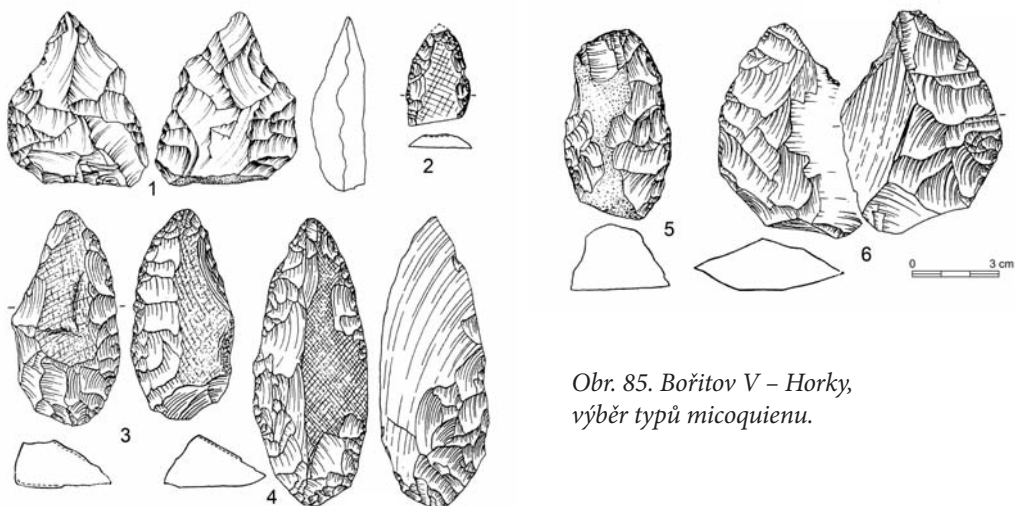 1
2
3
4
5
6
0 3 cm
Obr. 85. Bořitov V – Horky,
výběr typů micoquienu.